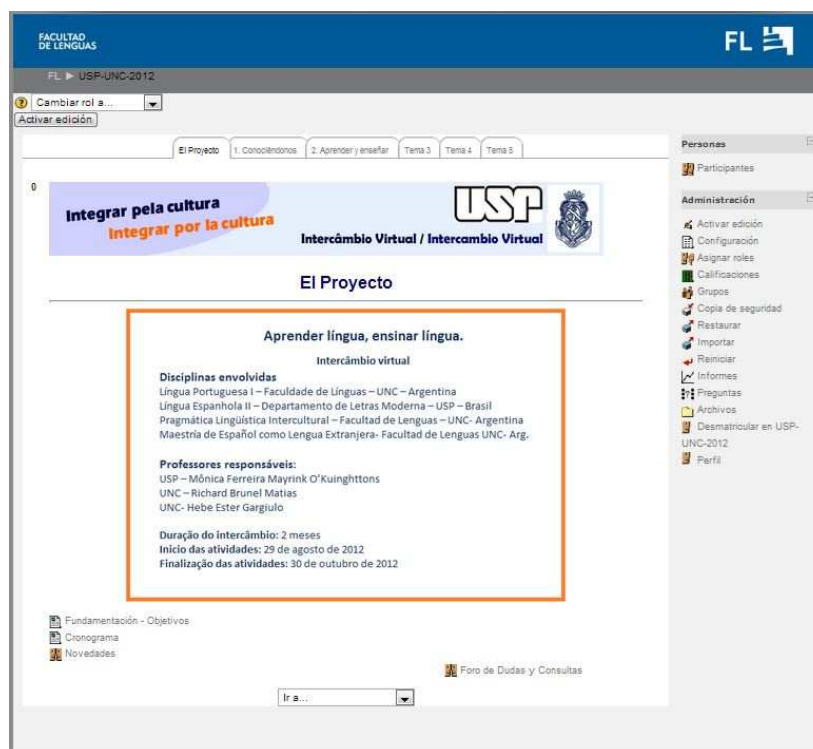 FACULTAD
DE LENGUAS
FL
FL ► USP-UNC-2012
Cambiar rol a...
Activar edición
El Proyecto
1. Conociéndonos
2. Aprender y enseñar
Tema 3
Tema 4
Tema 5
0
Integrar pela cultura
Integrar por la cultura
USP
Intercâmbio Virtual / Intercambio Virtual
El Proyecto
Aprender língua, ensinar língua.
Intercâmbio virtual
Disciplinas envolvidas
Língua Portuguesa I – Faculdade de Línguas – UNC – Argentina
Língua Espanhola II – Departamento de Letras Moderna – USP – Brasil
Pragmática Lingüística Intercultural – Facultad de Lenguas – UNC- Argentina
Maestría de Español como Lengua Extranjera- Facultad de Lenguas UNC- Arg.
Professores responsáveis:
USP – Mônica Ferreira Mayrink O'Kuinghttons
UNC – Richard Brunel Matias
UNC- Hebe Ester Gargiulo
Duração do intercâmbio: 2 meses
Inicio das atividades: 29 de agosto de 2012
Finalização das atividades: 30 de outubro de 2012
Fundamentación - Objetivos
Cronograma
Novedades
Foro de Dudas y Consultas
Ir a...
Personas
Participantes
Administración
Activar edición
Configuración
Asignar roles
Calificaciones
Grupos
Copia de seguridad
Restaurar
Importar
Reiniciar
Informes
Preguntas
Archivos
Desmatricular en USP-
UNC-2012
Perfil